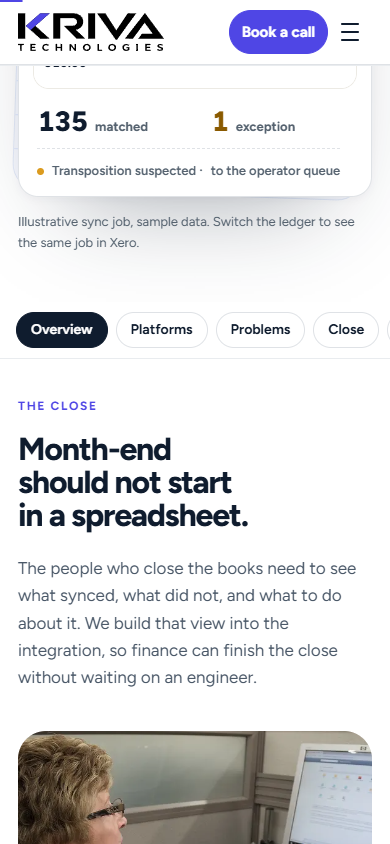 KRIVA
TECHNOLOGIES
Book a call
135 matched
1 exception
Transposition suspected · to the operator queue
Illustrative sync job, sample data. Switch the ledger to see
the same job in Xero.
Overview
Platforms
Problems
Close
THE CLOSE
Month-end
should not start
in a spreadsheet.
The people who close the books need to see
what synced, what did not, and what to do
about it. We build that view into the
integration, so finance can finish the close
without waiting on an engineer.